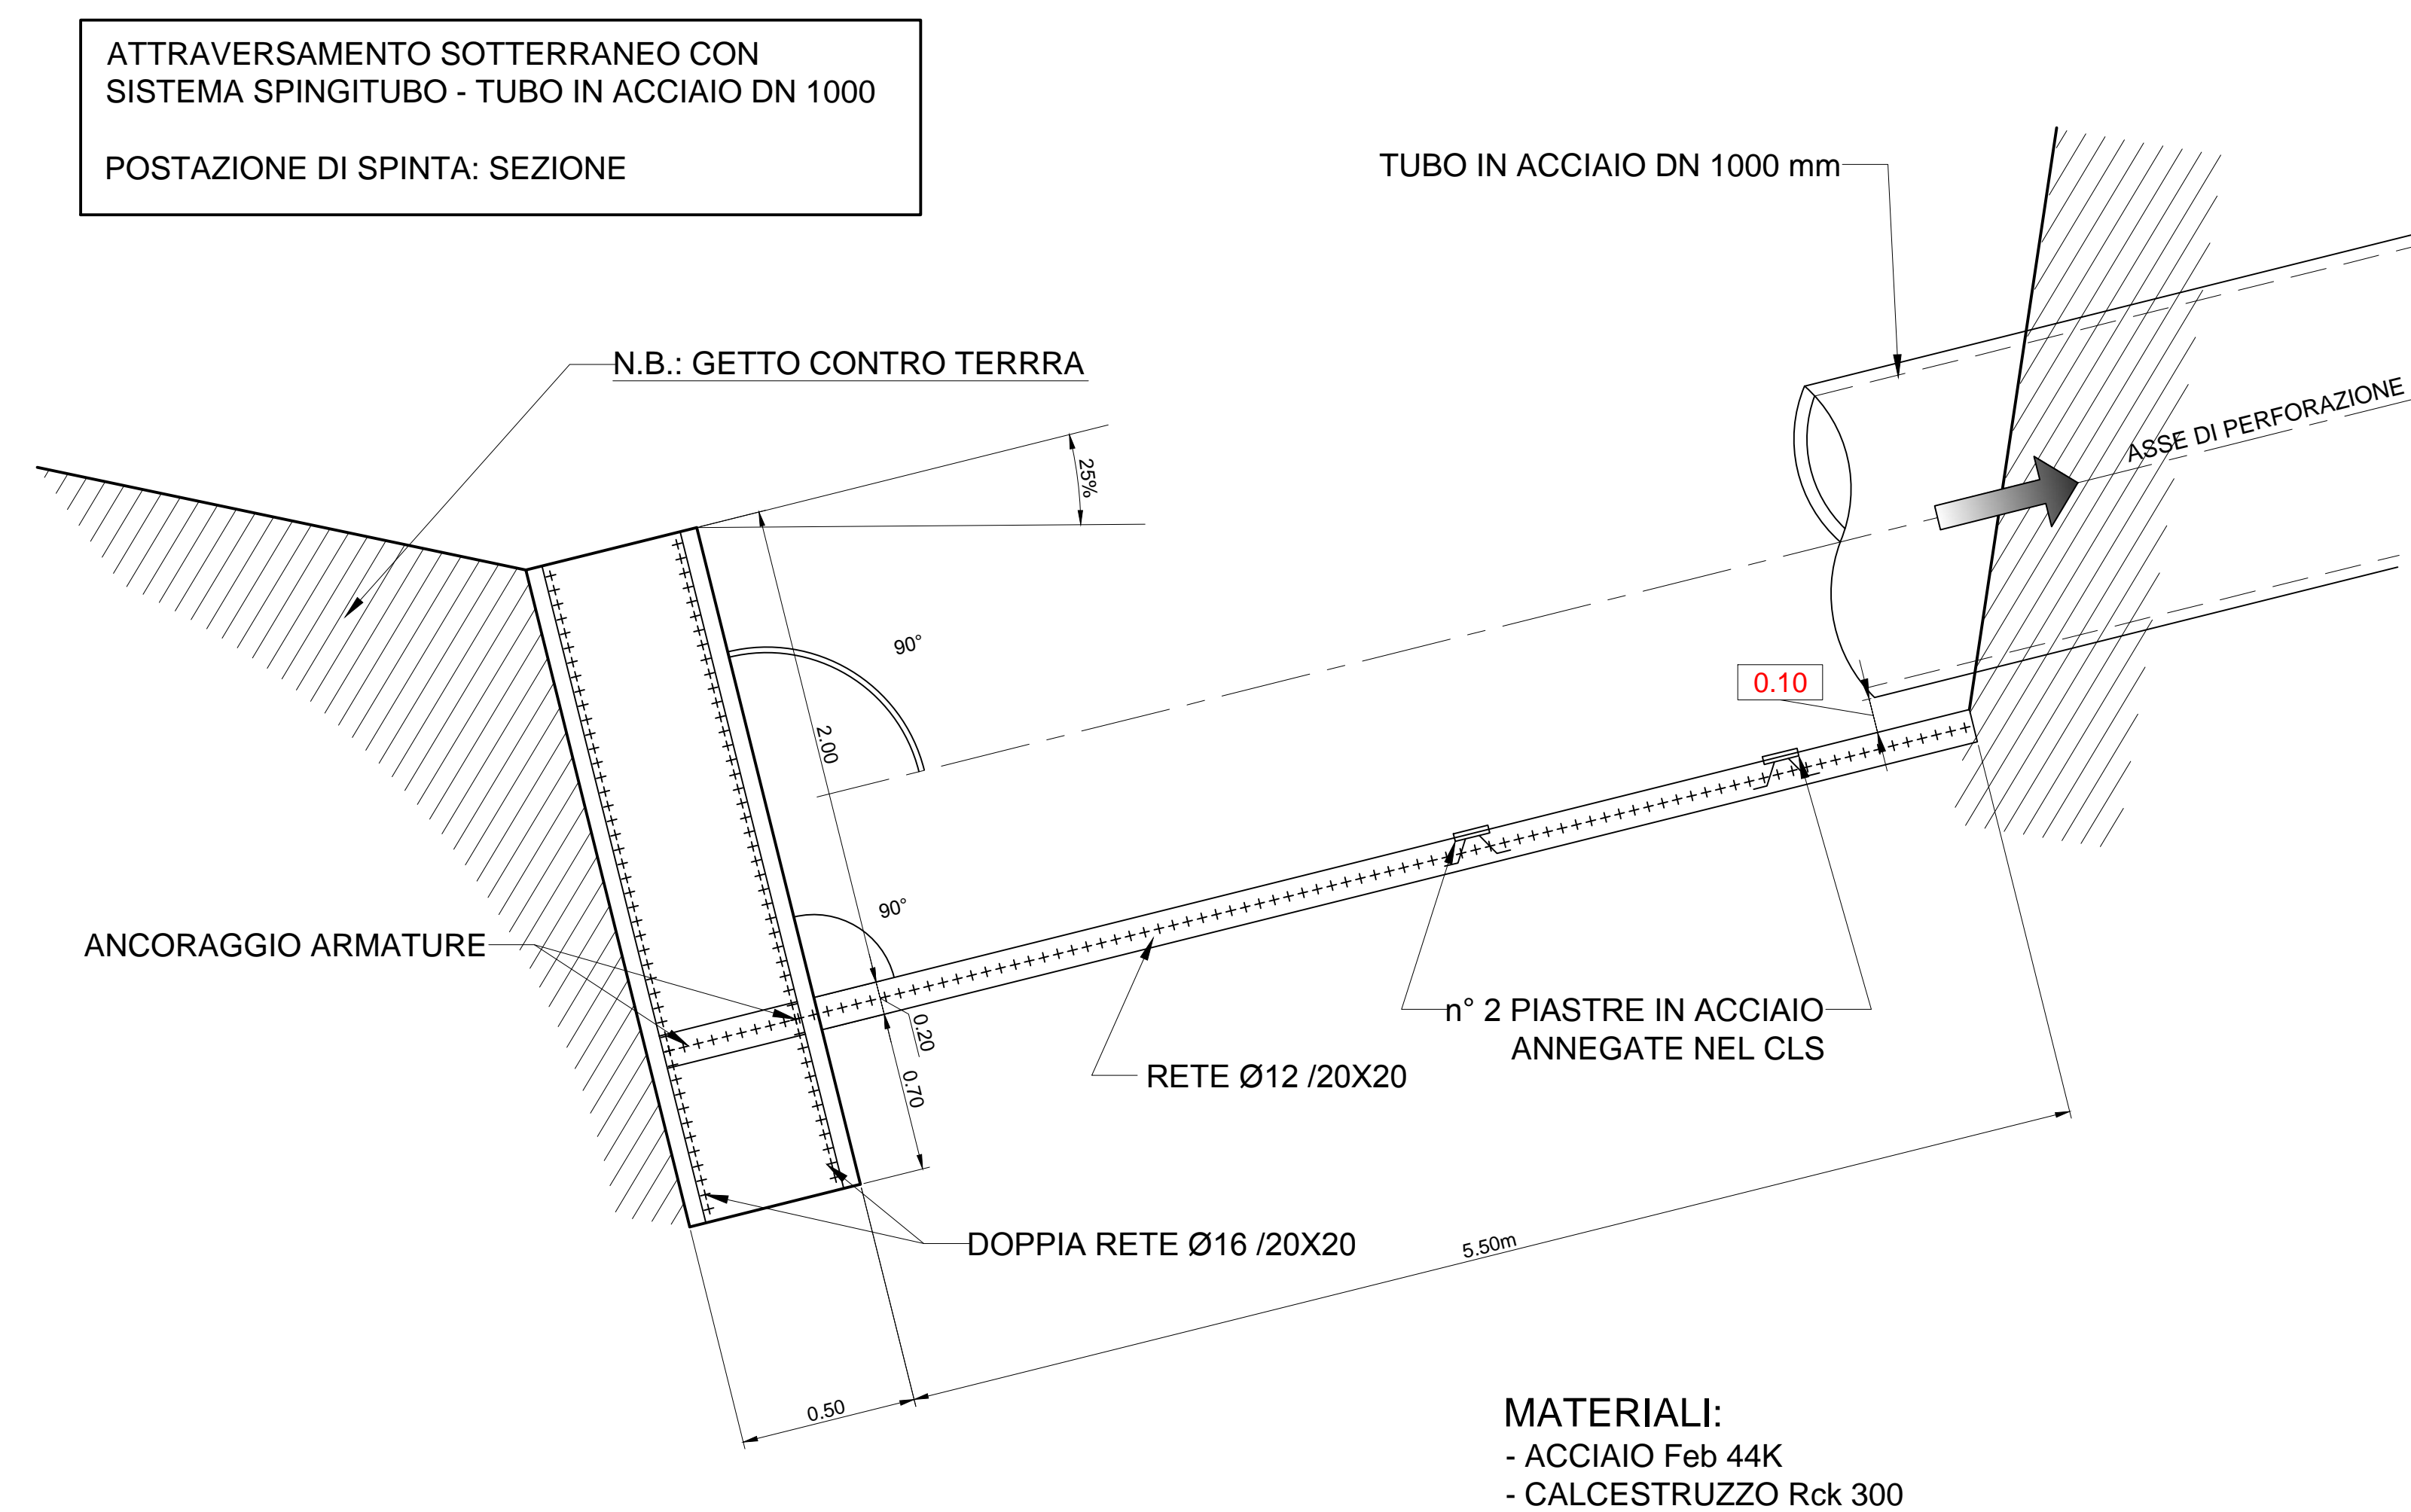 ATTRAVERSAMENTO SOTTERRANEO CON
SISTEMA SPINGITUBO - TUBO IN ACCIAIO DN 1000
POSTAZIONE DI SPINTA: SEZIONE
TUBO IN ACCIAIO DN 1000 mm
N.B.: GETTO CONTRO TERRRA
ASSE DI PERFORAZIONE
25%
90°
0.10
2.00
90°
ANCORAGGIO ARMATURE
n° 2 PIASTRE IN ACCIAIO
ANNEGATE NEL CLS
0.20
RETE Ø12 /20X20
0.70
DOPPIA RETE Ø16 /20X20
5.50m
0.50
MATERIALI:
- ACCIAIO Feb 44K
- CALCESTRUZZO Rck 300